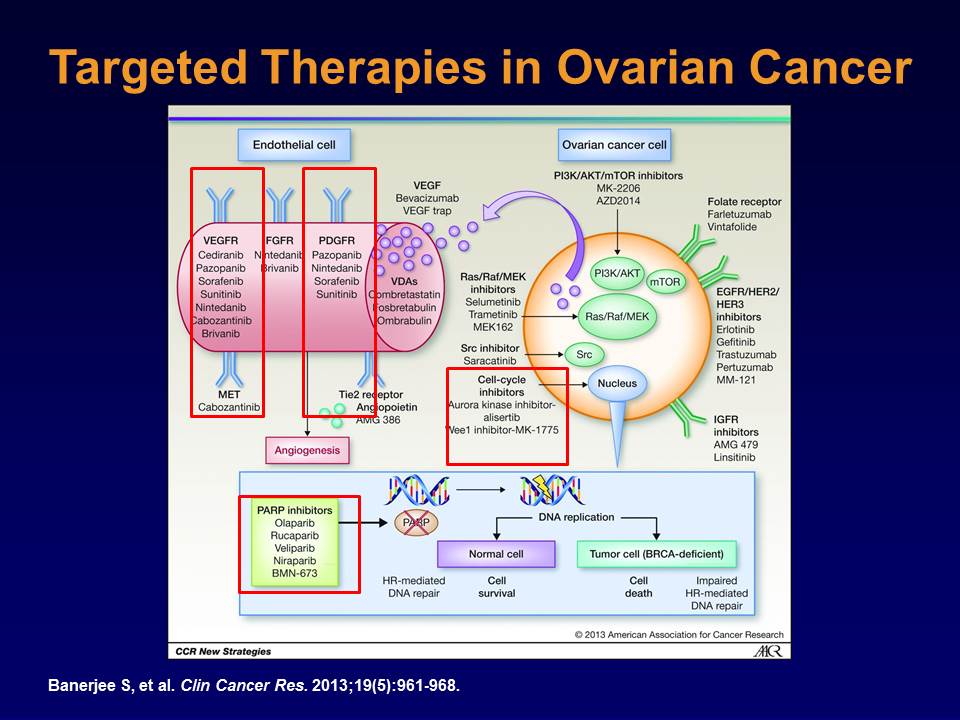 Targeted Therapies in Ovarian Cancer
Endothelial cell
Ovarian cancer cell
VEGFR
Cediranib
Pazopanib
Sorafenib
Sunitinib
Nintedanib
Cabozantinib
Brivanib
FGFR
Nintedanib
Brivanib
PDGFR
Pazopanib
Nintedanib
Sorafenib
Sunitinib
VEGF
Bevacizumab
VEGF trap
VDAs
Combretastatin
Fosbretabulin
Ombrabulin
MET
Cabozantinib
Tie2 receptor
Angiopoietin
AMG 386
Angiogenesis
PI3K/AKT/mTOR inhibitors
MK-2206
AZD2014
Folate receptor
Farletuzumab
Vintafolide
PI3K/AKT
mTOR
Ras/Raf/MEK
inhibitors
Selumetinib
Trametinib
MEK162
Ras/Raf/MEK
EGFR/HER2/
HER3
inhibitors
Erlotinib
Gefitinib
Trastuzumab
Pertuzumab
MM-121
Src inhibitor
Saracatinib
Src
Cell-cycle
inhibitors
Aurora kinase inhibitor-
alisertib
Wee1 inhibitor-MK-1775
Nucleus
IGFR
inhibitors
AMG 479
Linsitinib
PARP inhibitors
Olaparib
Rucaparib
Veliparib
Niraparib
BMN-673
PARP
DNA replication
Normal cell
Tumor cell (BRCA-deficient)
HR-mediated
DNA repair
Cell
survival
Cell
death
Impaired
HR-mediated
DNA repair
© 2013 American Association for Cancer Research
CCR New Strategies
AACR
Banerjee S, et al. Clin Cancer Res. 2013;19(5):961-968.